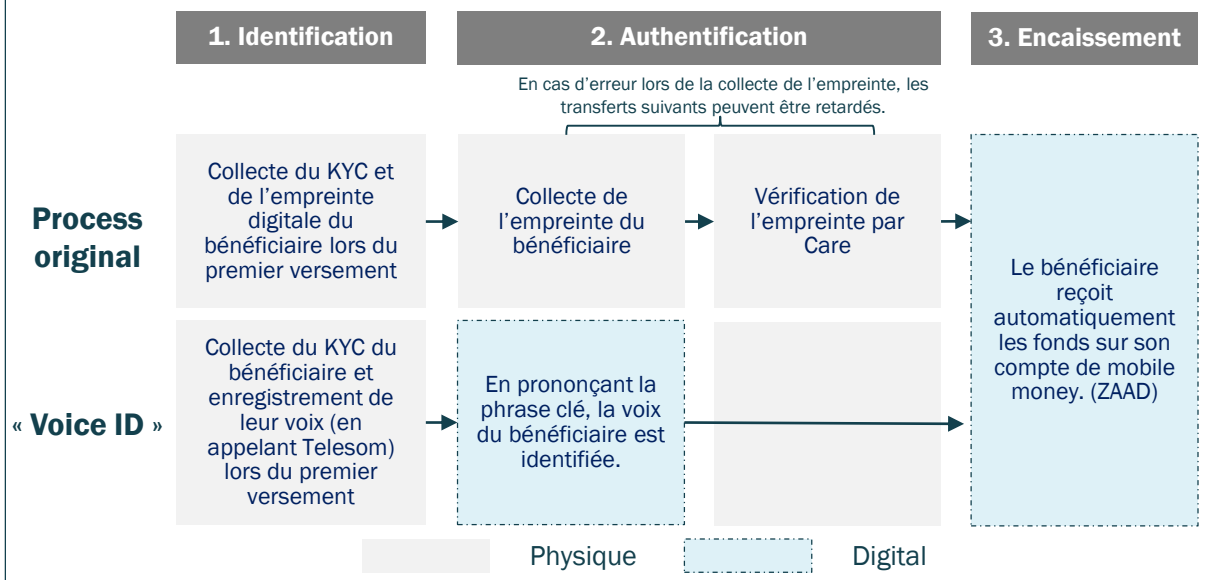 1. Identification
2. Authentification
3. Encaissement
En cas d'erreur lors de la collecte de l'empreinte, les
transferts suivants peuvent être retardés.
Process
original
Collecte du KYC et
de l'empreinte
digitale du
bénéficiaire lors du
premier versement
Collecte de
l'empreinte du
bénéficiaire
Vérification de
l'empreinte par
Care
Le bénéficiaire
reçoit
automatiquement
les fonds sur son
compte de mobile
money. (ZAAD)
« Voice ID »
Collecte du KYC du
bénéficiaire et
enregistrement de
leur voix (en
appelant Telesom)
lors du premier
versement
En prononçant la
phrase clé, la voix
du bénéficiaire est
identifiée.
Physique
Digital